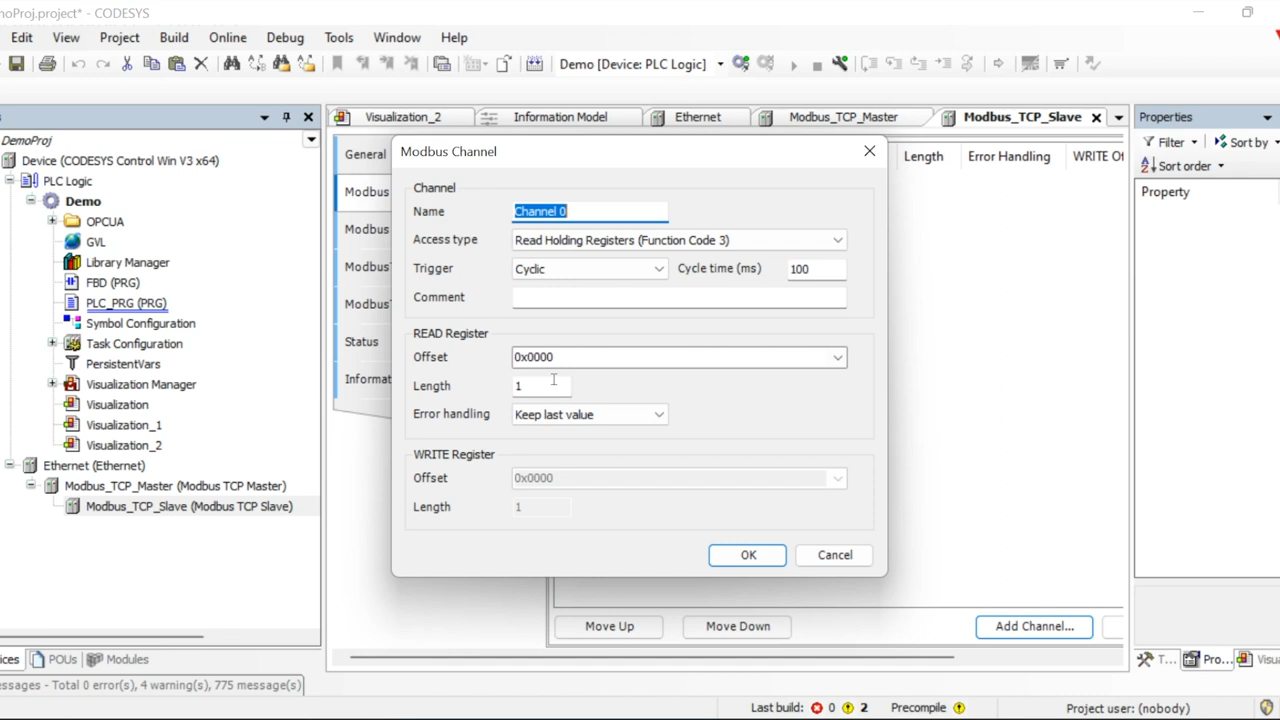 noProj.project* - CODESYS
Edit View Project Build Online Debug Tools Window Help
Demo [Device: PLC Logic]
Visualization_2 Information Model Ethernet Modbus_TCP_Master Modbus_TCP_Slave
Properties
DemoProj
Device (CODESYS Control Win V3 x64)
PLC Logic
Demo
OPCUA
GVL
Library Manager
FBD (PRG)
PLC_PRG (PRG)
Symbol Configuration
Task Configuration
PersistentVars
Visualization Manager
Visualization
Visualization_1
Visualization_2
Ethernet (Ethernet)
Modbus_TCP_Master (Modbus TCP Master)
Modbus_TCP_Slave (Modbus TCP Slave)
General
Modbus
Modbus
Modbus
Modbus
Status
Informat
Modbus Channel
Channel
Name Channel 0
Access type Read Holding Registers (Function Code 3)
Trigger Cyclic Cycle time (ms) 100
Comment
READ Register
Offset 0x0000
Length 1
Error handling Keep last value
WRITE Register
Offset 0x0000
Length 1
OK Cancel
Length Error Handling WRITE Of
Move Up Move Down Add Channel...
Filter Sort by
Sort order
Property
ices POUs Modules
T... Pro... Visua
essages - Total 0 error(s), 4 warning(s), 775 message(s)
Last build: 0 2 Precompile Project user: (nobody)